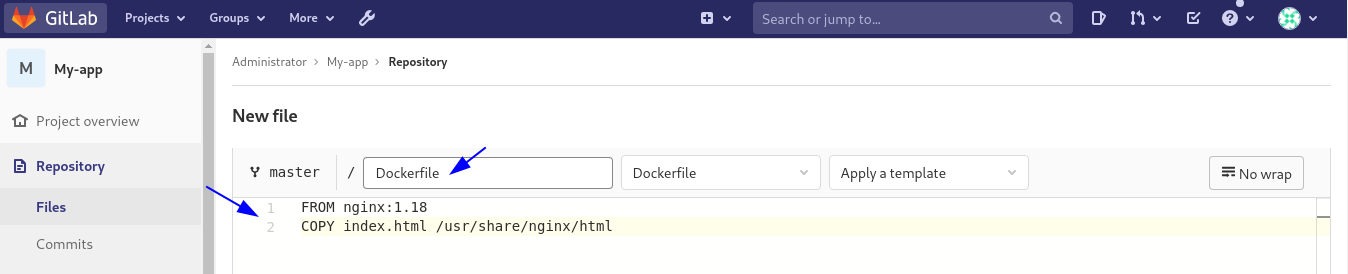 GitLab Projects Groups More Search or jump to...
M My-app
Administrator > My-app > Repository
New file
Project overview
Repository
master / Dockerfile Dockerfile Apply a template No wrap
Files
1 FROM nginx:1.18
2 COPY index.html /usr/share/nginx/html
Commits